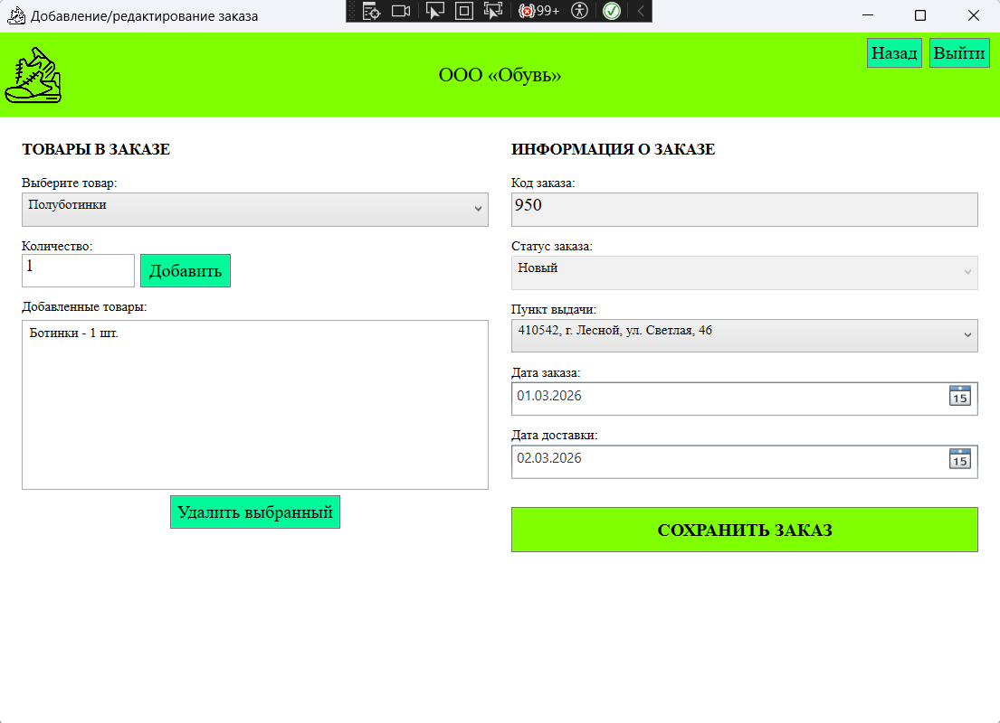 Добавление/редактирование заказа
99+
Назад
Выйти
ООО «Обувь»
ТОВАРЫ В ЗАКАЗЕ
Выберите товар:
Полуботинки
Количество:
1
Добавить
Добавленные товары:
Ботинки - 1 шт.
Удалить выбранный
ИНФОРМАЦИЯ О ЗАКАЗЕ
Код заказа:
950
Статус заказа:
Новый
Пункт выдачи:
410542, г. Лесной, ул. Светлая, 46
Дата заказа:
01.03.2026
15
Дата доставки:
02.03.2026
15
СОХРАНИТЬ ЗАКАЗ